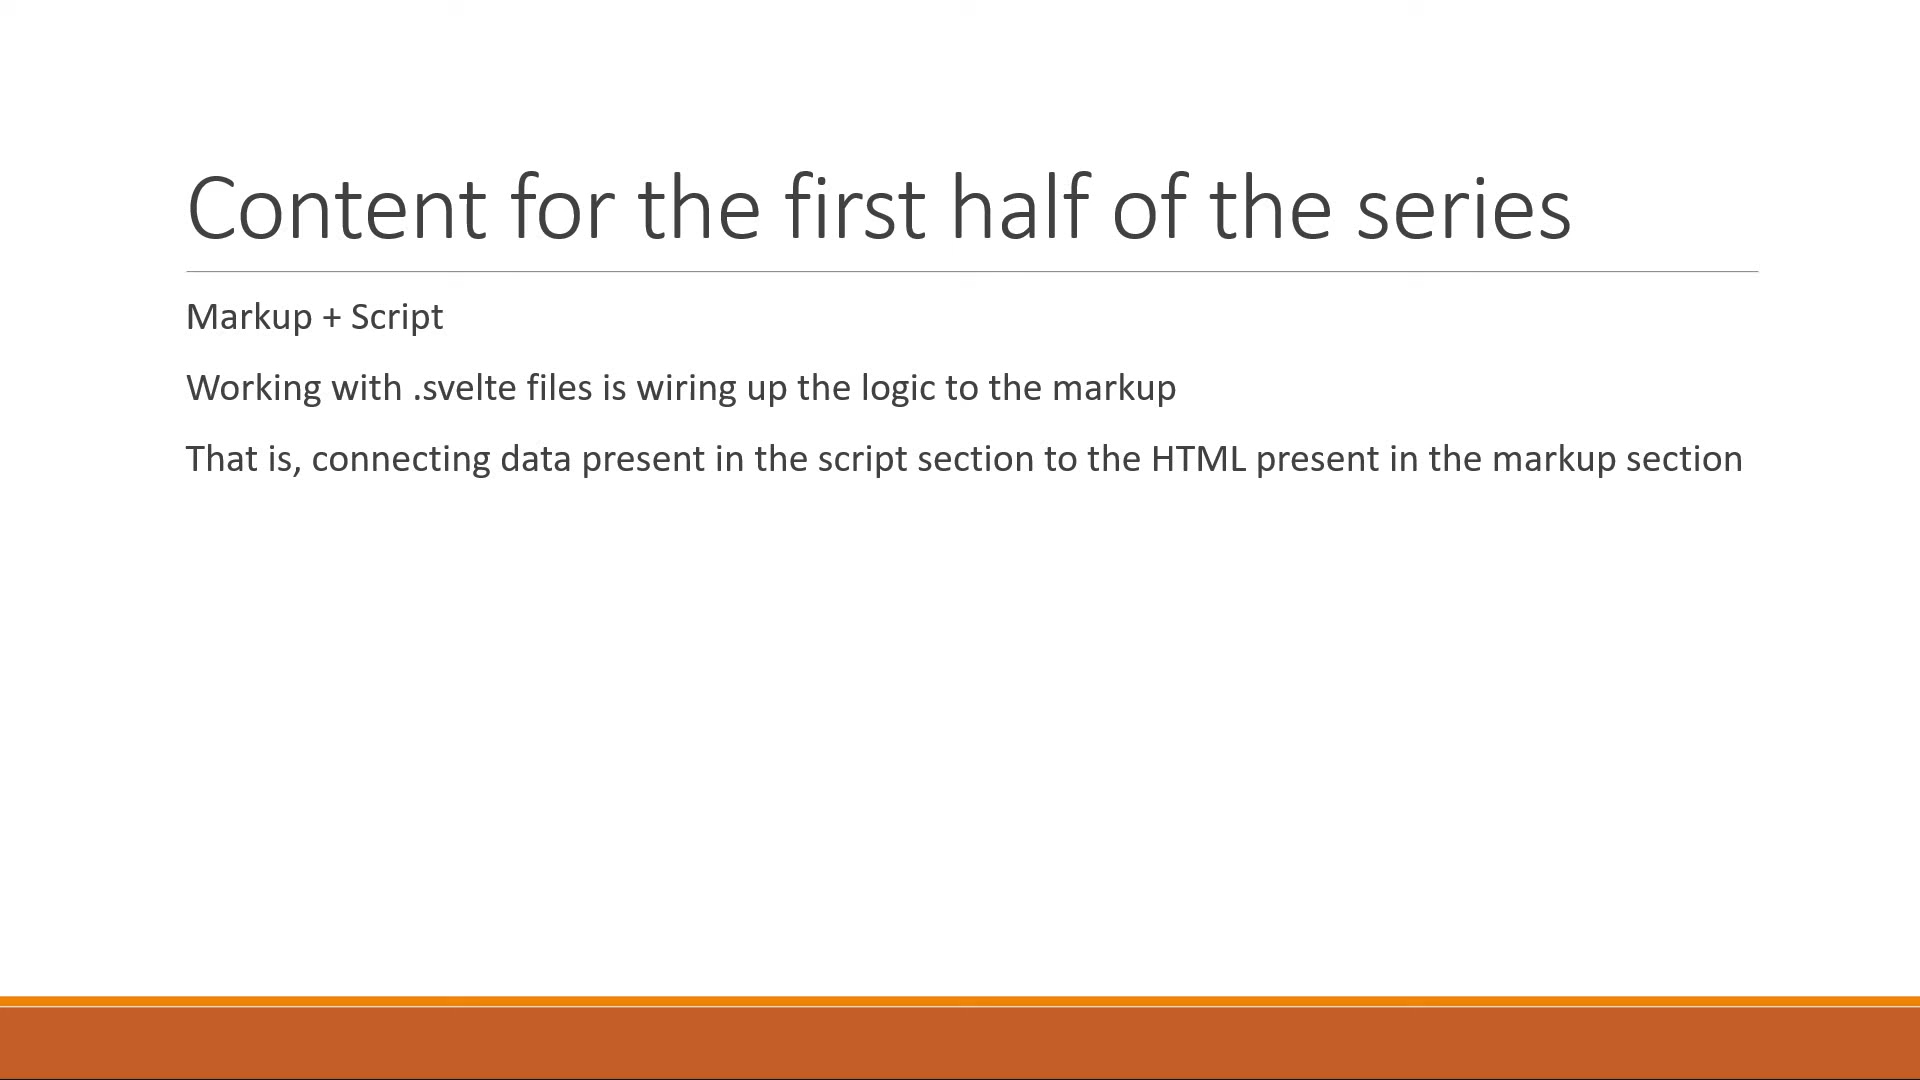 Content for the first half of the series
Markup + Script
Working with .svelte files is wiring up the logic to the markup
That is, connecting data present in the script section to the HTML present in the markup section